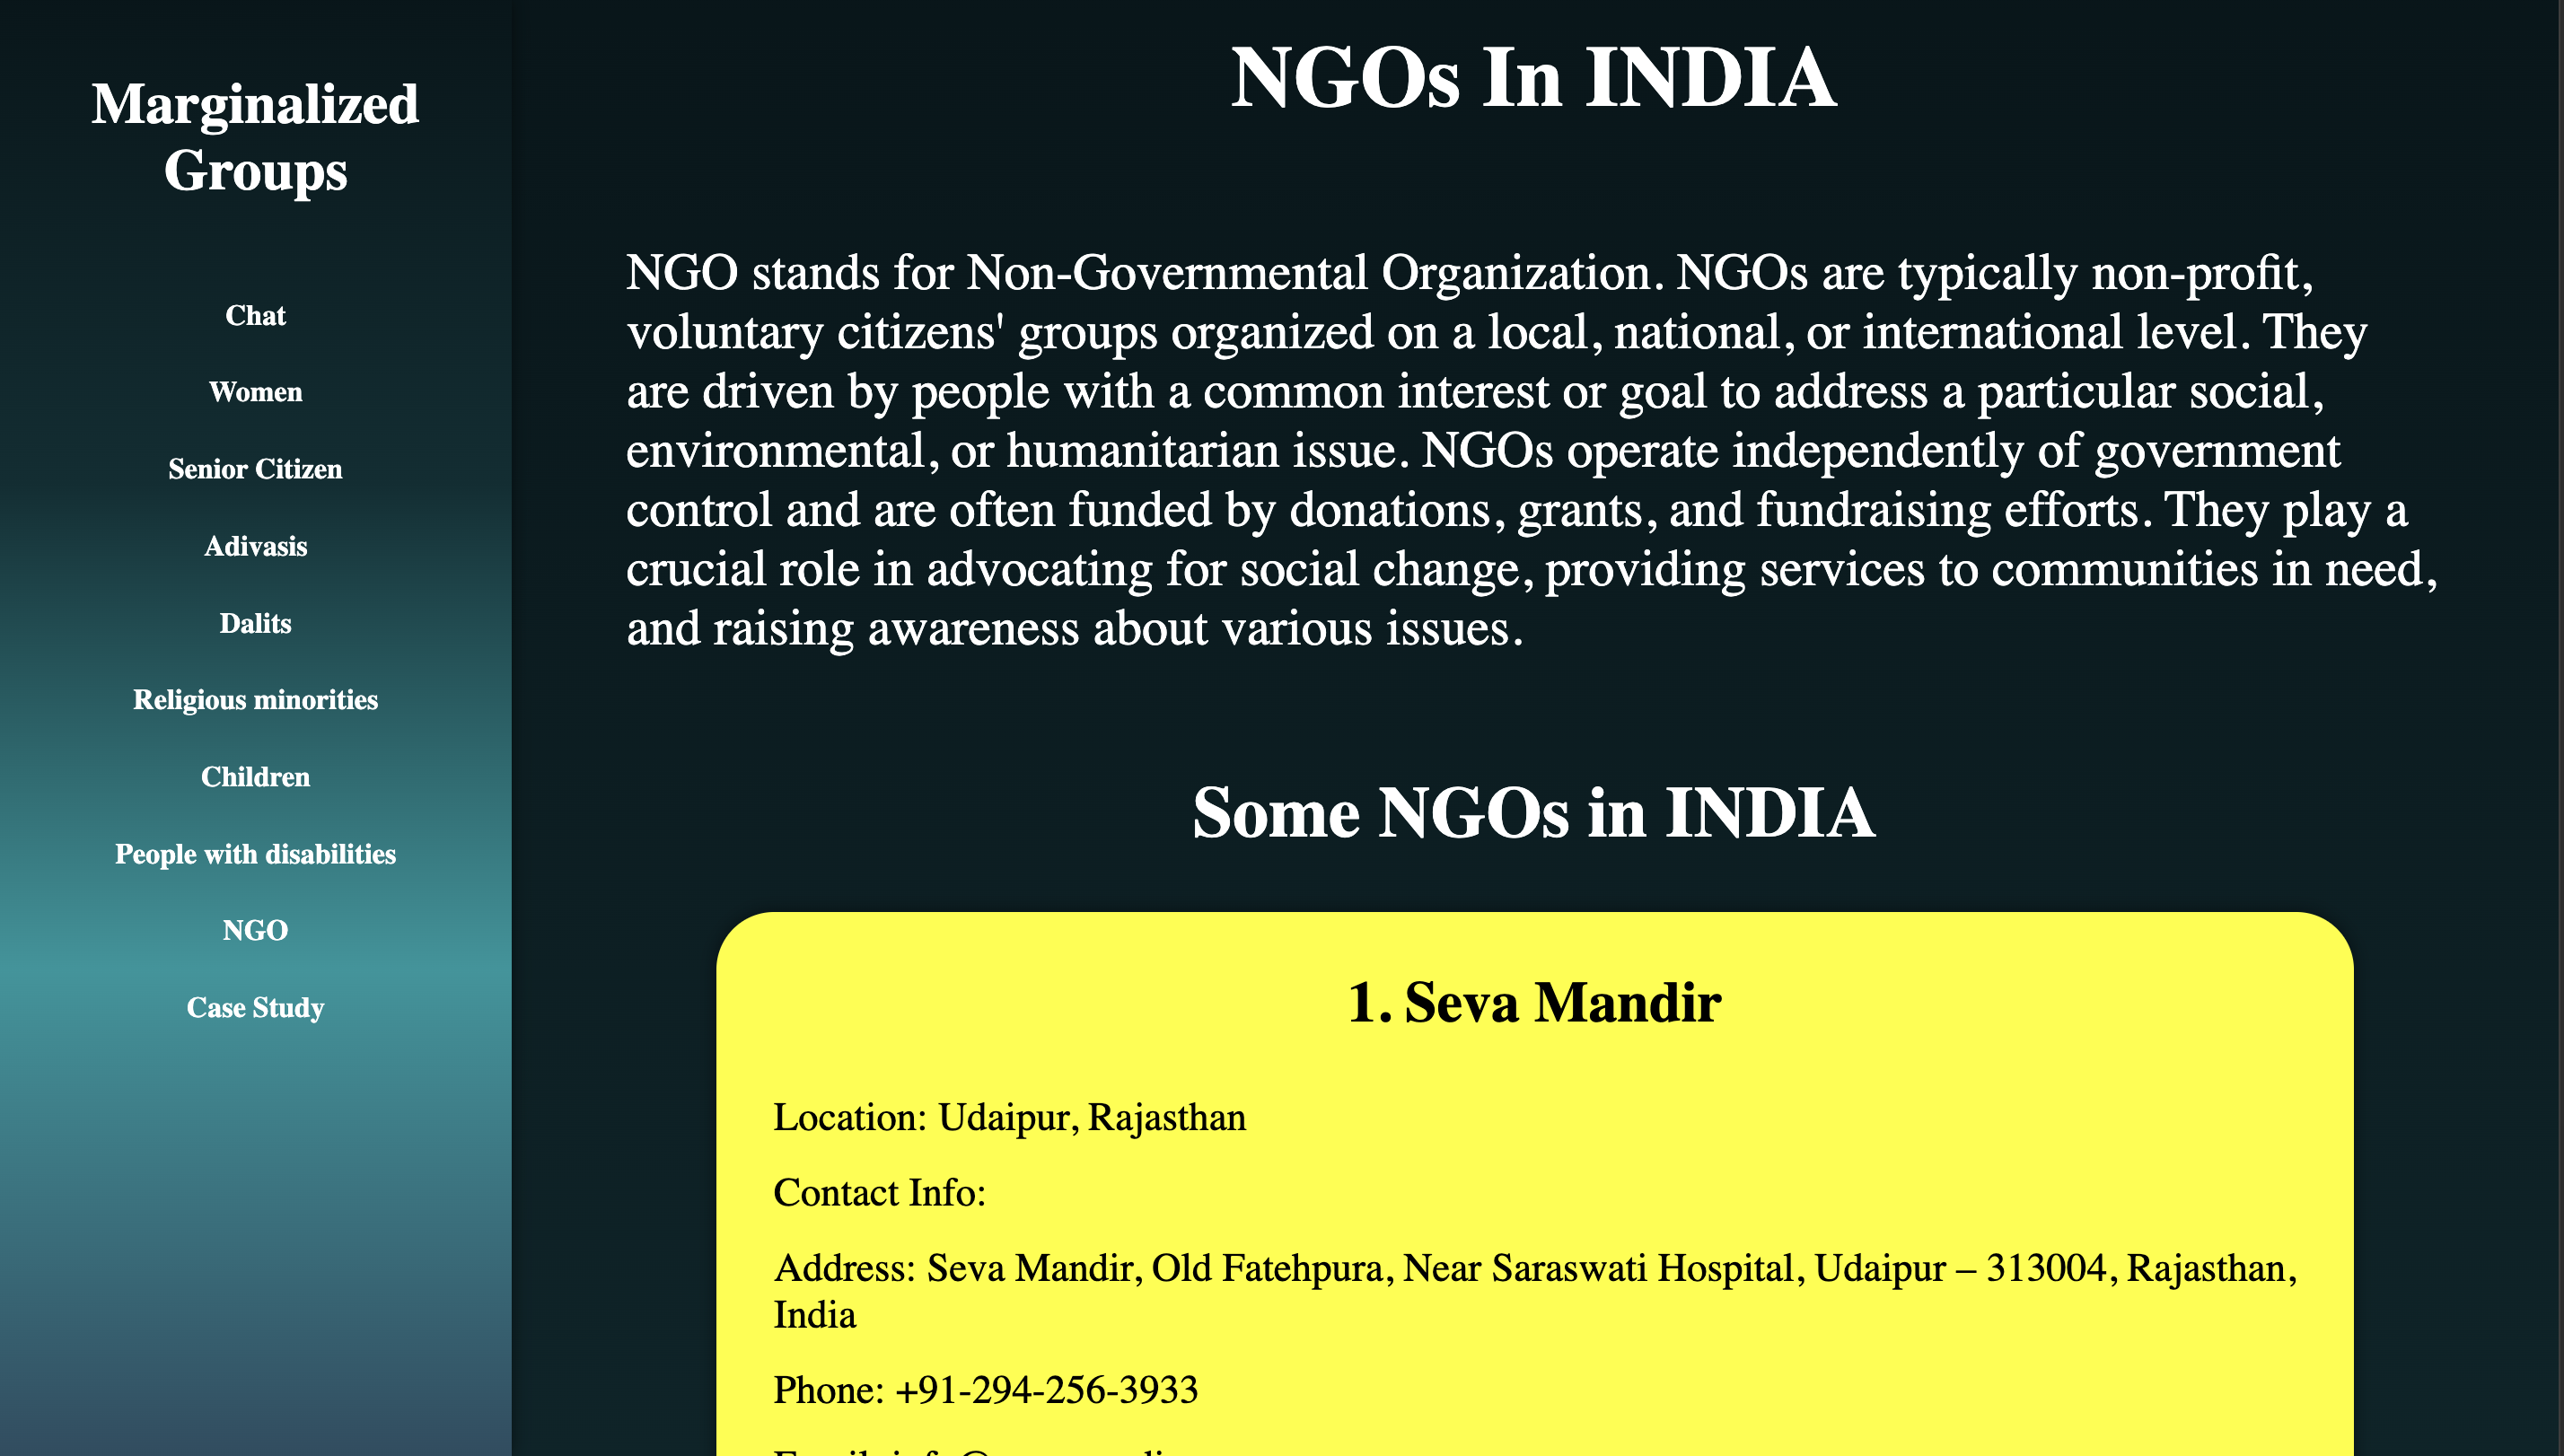 Marginalized
Groups
Chat
Women
Senior Citizen
Adivasis
Dalits
Religious minorities
Children
People with disabilities
NGO
Case Study
NGOs In INDIA
NGO stands for Non-Governmental Organization. NGOs are typically non-profit,
voluntary citizens' groups organized on a local, national, or international level. They
are driven by people with a common interest or goal to address a particular social,
environmental, or humanitarian issue. NGOs operate independently of government
control and are often funded by donations, grants, and fundraising efforts. They play a
crucial role in advocating for social change, providing services to communities in need,
and raising awareness about various issues.
Some NGOs in INDIA
1. Seva Mandir
Location: Udaipur, Rajasthan
Contact Info:
Address: Seva Mandir, Old Fatehpura, Near Saraswati Hospital, Udaipur – 313004, Rajasthan,
India
Phone: +91-294-256-3933